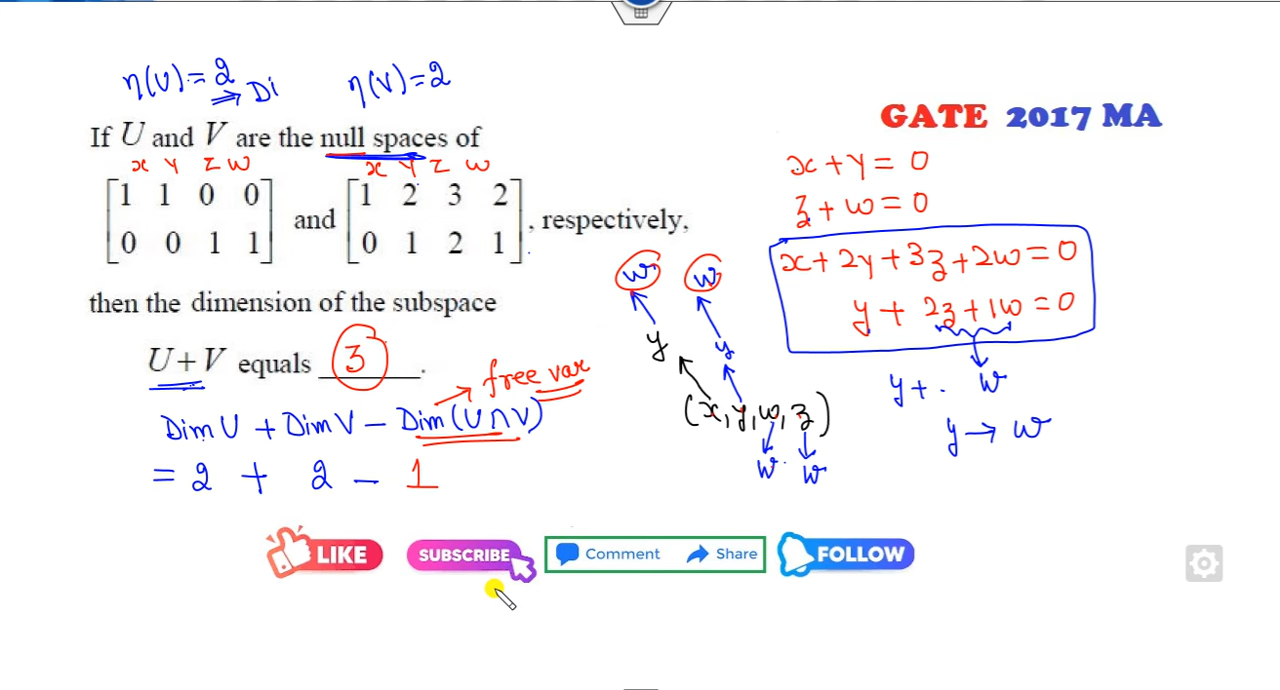 η(U) = 2 → Di η(V) = 2
If U and V are the null spaces of
x Y Z W x Y Z W
[1 1 0 0
0 0 1 1] and [1 2 3 2
0 1 2 1], respectively,
then the dimension of the subspace
U+V equals 3.
→ free var
Dim U + Dim V – Dim (U ∩ V)
= 2 + 2 – 1
GATE 2017 MA
x + y = 0
z + w = 0
x + 2y + 3z + 2w = 0
y + 2z + 1w = 0
w w
y y
(x, y, w, z)
w w
y + . w
y → w
LIKE
SUBSCRIBE
Comment
Share
FOLLOW